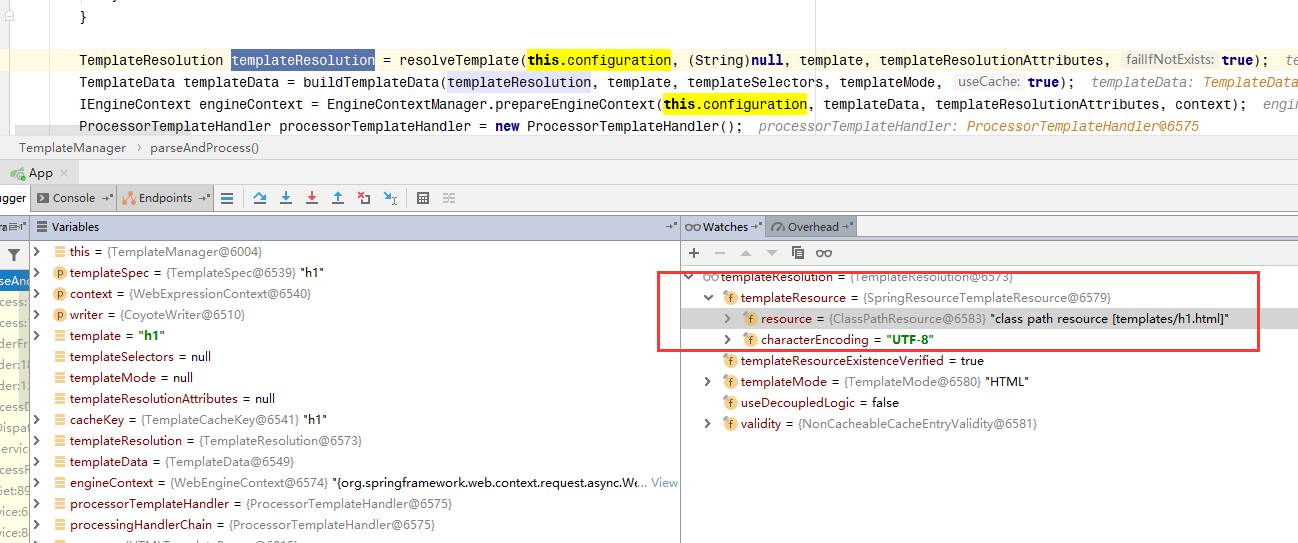 }
TemplateResolution templateResolution = resolveTemplate(this.configuration, (String)null, template, templateResolutionAttributes, failIfNotExists: true); te
TemplateData templateData = buildTemplateData(templateResolution, template, templateSelectors, templateMode, useCache: true); templateData: TemplateData
IEngineContext engineContext = EngineContextManager.prepareEngineContext(this.configuration, templateData, templateResolutionAttributes, context); engin
ProcessorTemplateHandler processorTemplateHandler = new ProcessorTemplateHandler(); processorTemplateHandler: ProcessorTemplateHandler@6575
TemplateManager › parseAndProcess()
App
gger Console Endpoints
Variables
this = {TemplateManager@6004}
templateSpec = {TemplateSpec@6539} "h1"
context = {WebExpressionContext@6540}
writer = {CoyoteWriter@6510}
template = "h1"
templateSelectors = null
templateMode = null
templateResolutionAttributes = null
cacheKey = {TemplateCacheKey@6541} "h1"
templateResolution = {TemplateResolution@6573}
templateData = {TemplateData@6549}
engineContext = {WebEngineContext@6574} "{org.springframework.web.context.request.async.We... View
processorTemplateHandler = {ProcessorTemplateHandler@6575}
processingHandlerChain = {ProcessorTemplateHandler@6575}
Watches Overhead
templateResolution = {TemplateResolution@6573}
templateResource = {SpringResourceTemplateResource@6579}
resource = {ClassPathResource@6583} "class path resource [templates/h1.html]"
characterEncoding = "UTF-8"
templateResourceExistenceVerified = true
templateMode = {TemplateMode@6580} "HTML"
useDecoupledLogic = false
validity = {NonCacheableCacheEntryValidity@6581}